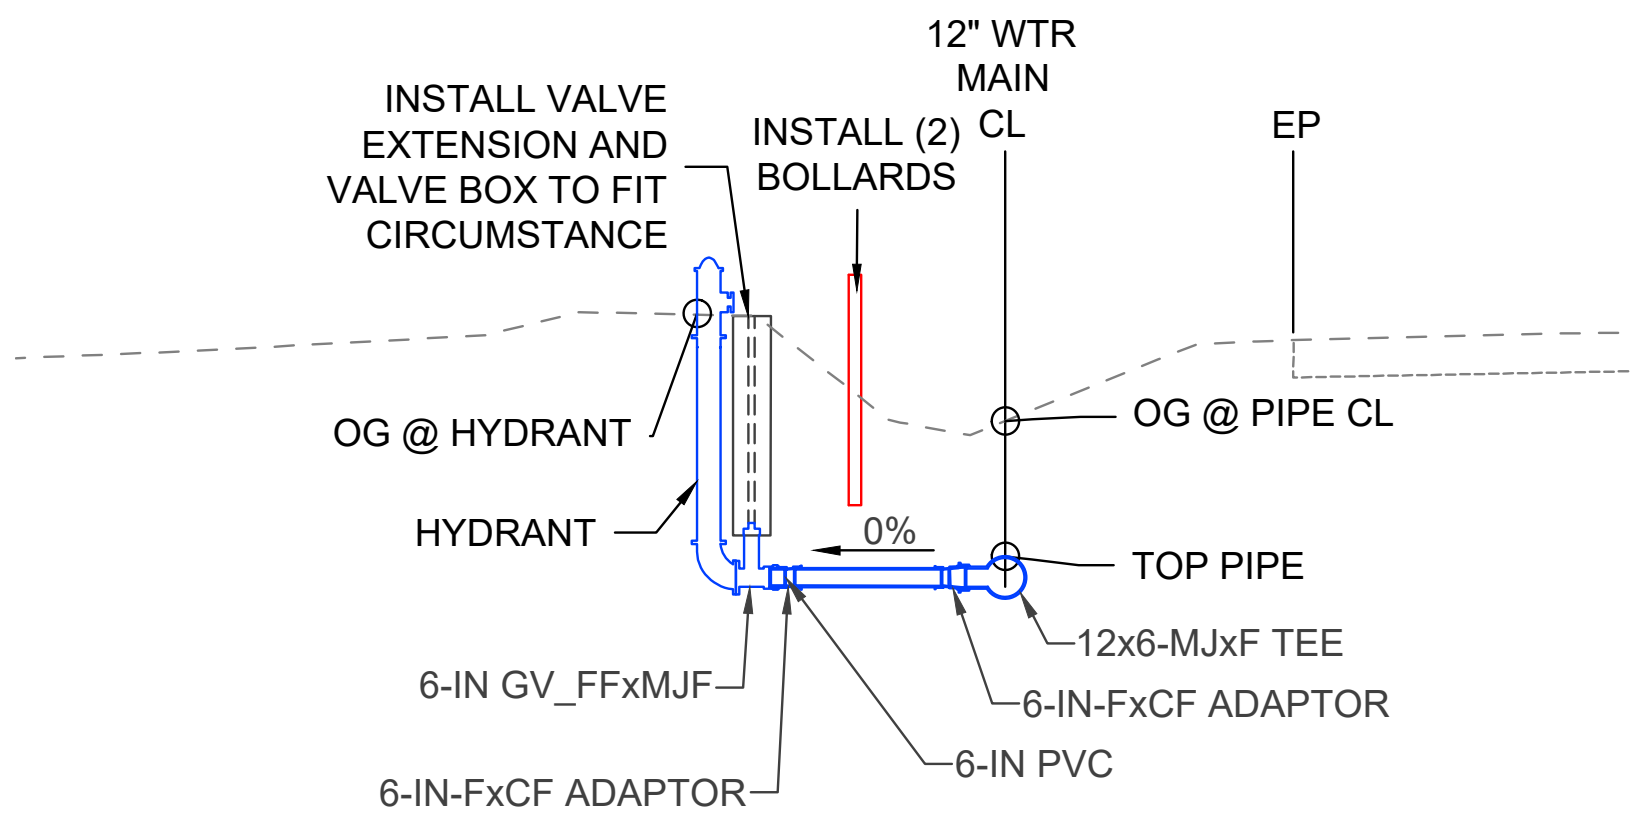 12" WTR
MAIN
CL
INSTALL VALVE
EXTENSION AND
VALVE BOX TO FIT
CIRCUMSTANCE
INSTALL (2)
BOLLARDS
EP
OG @ HYDRANT
OG @ PIPE CL
HYDRANT
0%
TOP PIPE
12x6-MJxF TEE
6-IN GV_FFxMJF
6-IN-FxCF ADAPTOR
6-IN PVC
6-IN-FxCF ADAPTOR